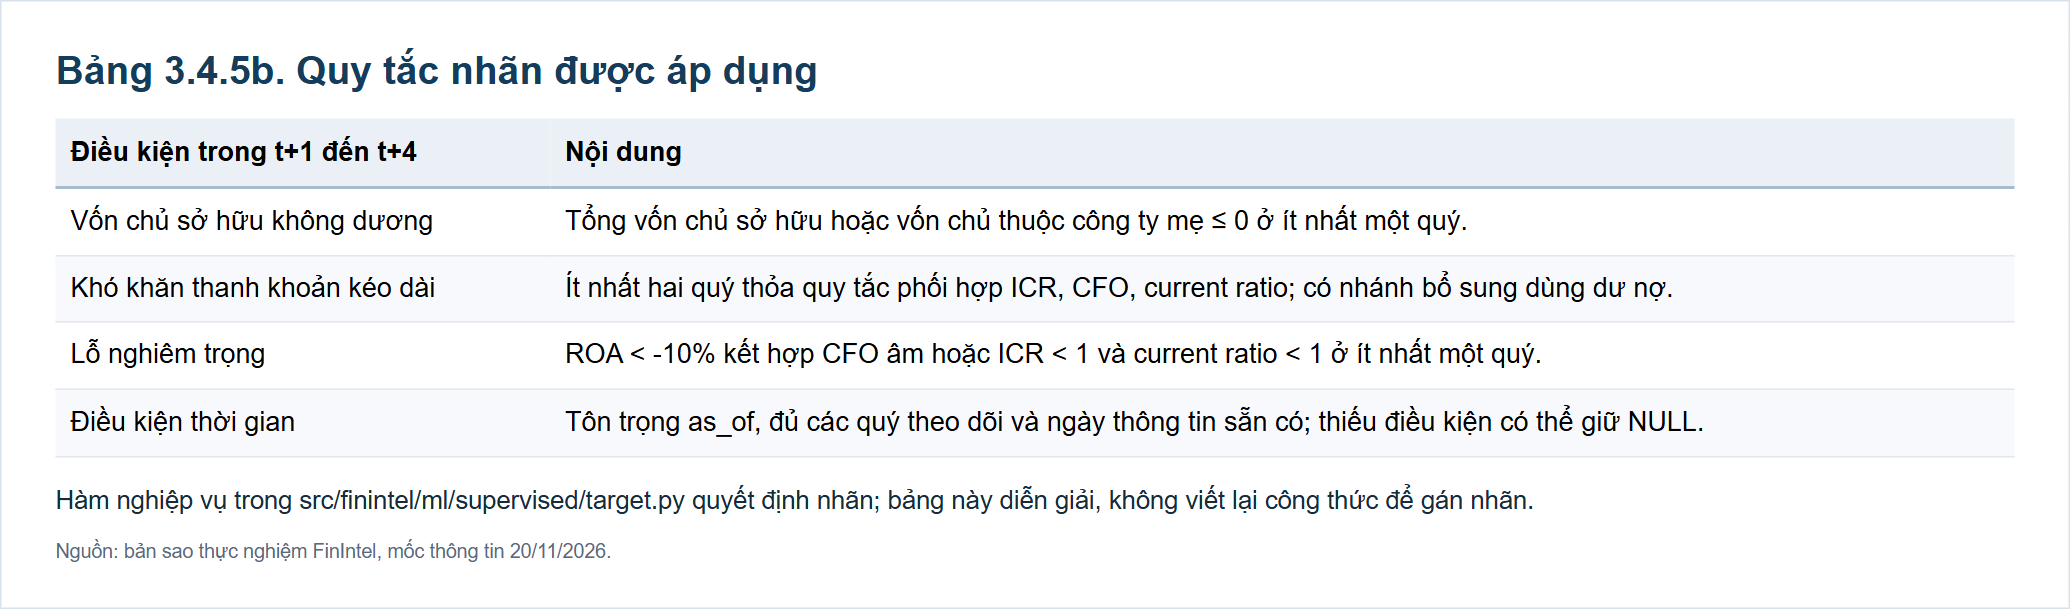 Bảng 3.4.5b. Quy tắc nhãn được áp dụng
Điều kiện trong t+1 đến t+4 Nội dung
Vốn chủ sở hữu không dương Tổng vốn chủ sở hữu hoặc vốn chủ thuộc công ty mẹ ≤ 0 ở ít nhất một quý.
Khó khăn thanh khoản kéo dài Ít nhất hai quý thỏa quy tắc phối hợp ICR, CFO, current ratio; có nhánh bổ sung dùng dư nợ.
Lỗ nghiêm trọng ROA < -10% kết hợp CFO âm hoặc ICR < 1 và current ratio < 1 ở ít nhất một quý.
Điều kiện thời gian Tôn trọng as_of, đủ các quý theo dõi và ngày thông tin sẵn có; thiếu điều kiện có thể giữ NULL.
Hàm nghiệp vụ trong src/finintel/ml/supervised/target.py quyết định nhãn; bảng này diễn giải, không viết lại công thức để gán nhãn.
Nguồn: bản sao thực nghiệm FinIntel, mốc thông tin 20/11/2026.